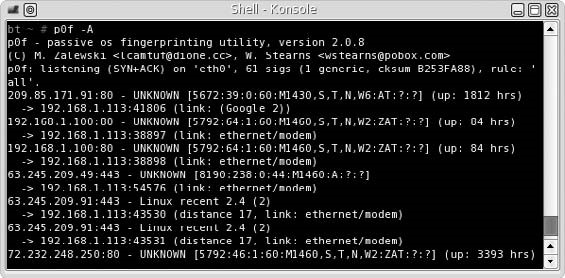 Shell - Konsole
bt ~ # p0f -A
p0f - passive os fingerprinting utility, version 2.0.8
(C) M. Zalewski <lcamtuf@dione.cc>, W. Stearns <wstearns@pobox.com>
p0f: listening (SYN+ACK) on 'eth0', 61 sigs (1 generic, cksum B253FA88), rule: '
all'.
209.85.171.91:80 - UNKNOWN [5672:39:0:60:M1430,S,T,N,W6:AT:?:?] (up: 1812 hrs)
-> 192.168.1.113:41806 (link: (Google 2))
192.168.1.100:80 - UNKNOWN [5792:64:1:60:M1460,S,T,N,W2:ZAT:?:?] (up: 84 hrs)
-> 192.168.1.113:38897 (link: ethernet/modem)
192.168.1.100:80 - UNKNOWN [5792:64:1:60:M1460,S,T,N,W2:ZAT:?:?] (up: 84 hrs)
-> 192.168.1.113:38898 (link: ethernet/modem)
63.245.209.49:443 - UNKNOWN [8190:238:0:44:M1460:A:?:?]
-> 192.168.1.113:54576 (link: ethernet/modem)
63.245.209.91:443 - Linux recent 2.4 (2)
-> 192.168.1.113:43530 (distance 17, link: ethernet/modem)
63.245.209.91:443 - Linux recent 2.4 (2)
-> 192.168.1.113:43531 (distance 17, link: ethernet/modem)
72.232.248.250:80 - UNKNOWN [5792:46:1:60:M1460,S,T,N,W2:ZAT:?:?] (up: 3393 hrs)